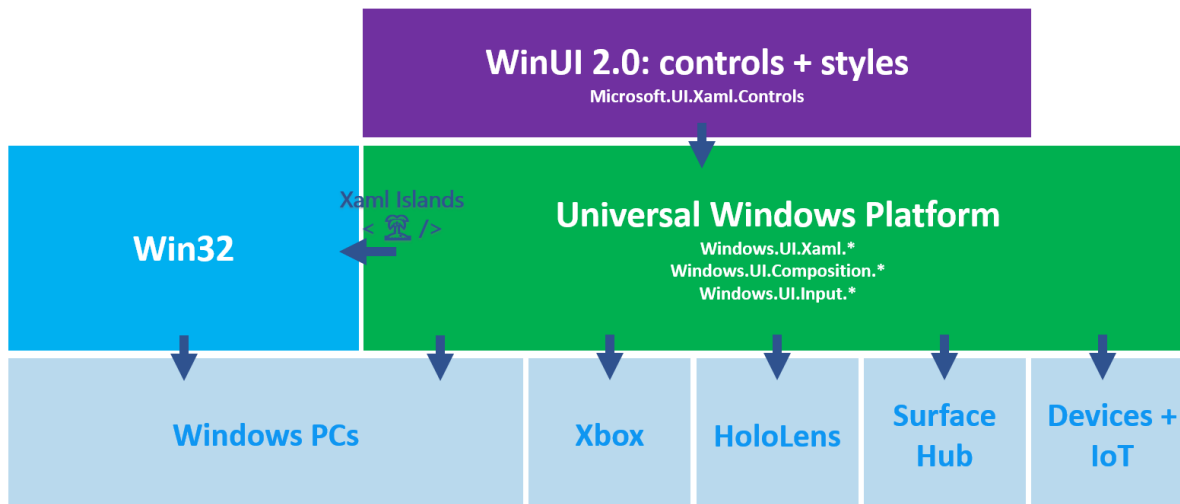 WinUI 2.0: controls + styles
Microsoft.UI.Xaml.Controls
Xaml Islands
< />
Win32
Universal Windows Platform
Windows.UI.Xaml.*
Windows.UI.Composition.*
Windows.UI.Input.*
Windows PCs
Xbox
HoloLens
Surface
Hub
Devices +
IoT